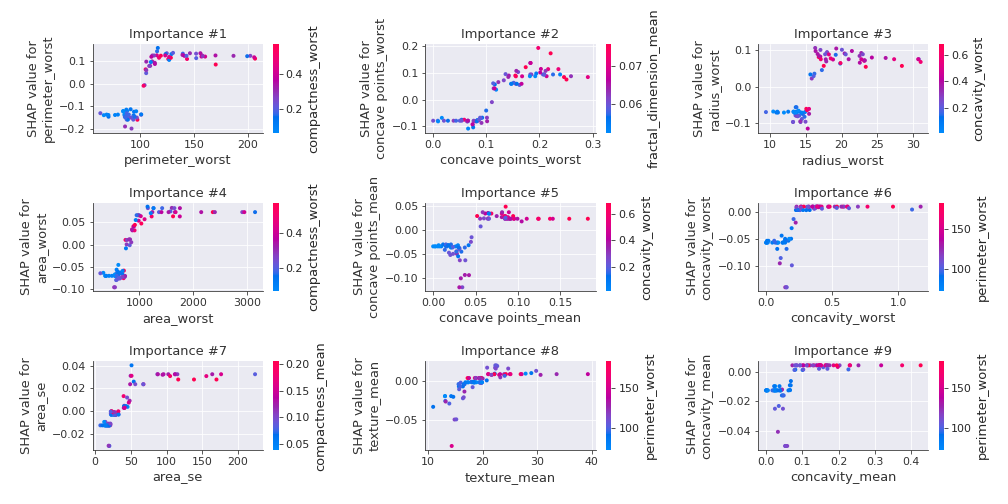 Importance #1
SHAP value for
perimeter_worst
0.1
0.0
−0.1
−0.2
100
200
perimeter_worst
0.4
0.2
compactness_worst
Importance #2
SHAP value for
concave points_worst
0.2
0.1
0.0
−0.1
0.0
0.1
0.2
0.3
concave points_worst
0.07
0.06
fractal_dimension_mean
Importance #3
SHAP value for
radius_worst
0.1
0.0
−0.1
10
15
20
25
30
radius_worst
0.6
0.4
0.2
concavity_worst
Importance #4
SHAP value for
area_worst
0.05
0.00
−0.05
−0.10
1000
2000
3000
area_worst
0.4
0.2
compactness_worst
Importance #5
SHAP value for
concave points_mean
0.05
0.00
−0.05
−0.10
0.00
0.05
0.10
0.15
concave points_mean
0.6
0.4
0.2
concavity_worst
Importance #6
SHAP value for
concavity_worst
0.00
−0.05
−0.10
0.0
0.5
1.0
concavity_worst
150
100
perimeter_worst
Importance #7
SHAP value for
area_se
0.04
0.02
0.00
−0.02
0
50
100
150
200
area_se
0.20
0.15
0.10
0.05
compactness_mean
Importance #8
SHAP value for
texture_mean
0.00
−0.05
10
20
30
40
texture_mean
150
100
perimeter_worst
Importance #9
SHAP value for
concavity_mean
0.00
−0.02
−0.04
0.0
0.1
0.2
0.3
0.4
concavity_mean
150
100
perimeter_worst